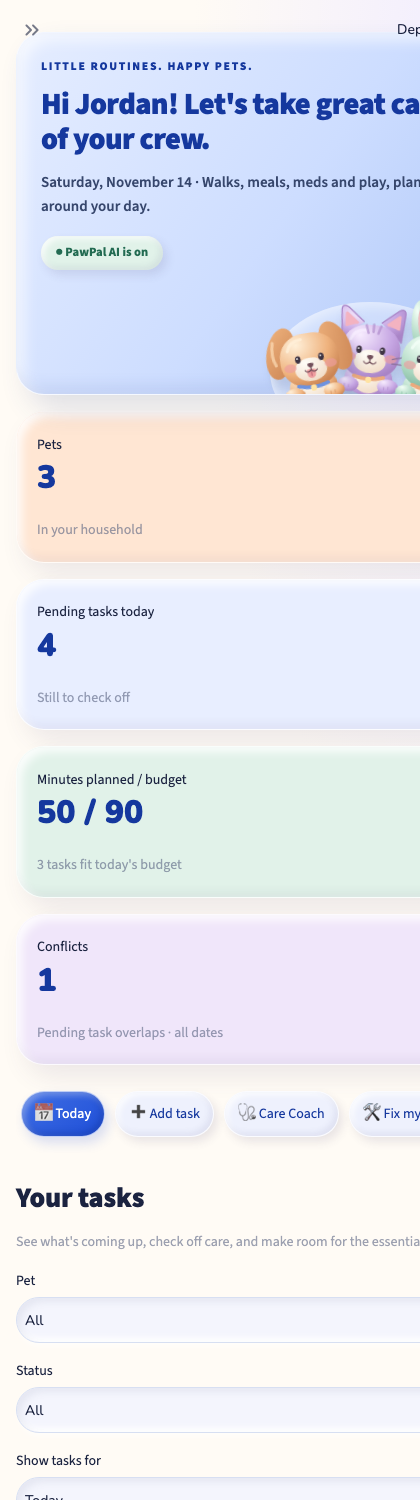 Dep
LITTLE ROUTINES. HAPPY PETS.
Hi Jordan! Let's take great ca
of your crew.
Saturday, November 14 · Walks, meals, meds and play, plan
around your day.
PawPal AI is on
Pets
3
In your household
Pending tasks today
4
Still to check off
Minutes planned / budget
50 / 90
3 tasks fit today's budget
Conflicts
1
Pending task overlaps · all dates
Today Add task Care Coach Fix my
Your tasks
See what's coming up, check off care, and make room for the essentia
Pet
All
Status
All
Show tasks for
Today